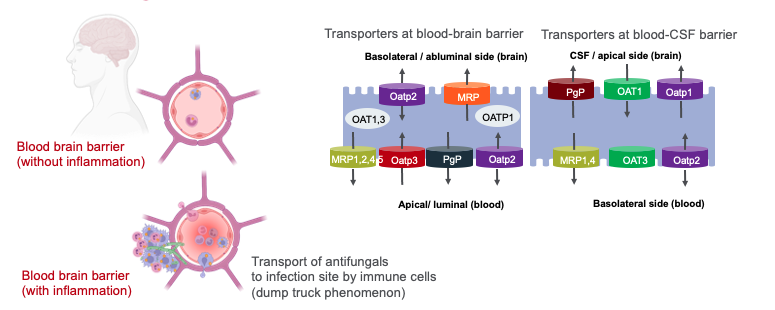 Transporters at blood-brain barrier
Transporters at blood-CSF barrier
Basolateral / abluminal side (brain)
CSF / apical side (brain)
Oatp2
MRP
PgP
OAT1
Oatp1
OAT1,3
OATP1
Blood brain barrier
(without inflammation)
MRP1,2,4,5
Oatp3
PgP
Oatp2
MRP1,4
OAT3
Oatp2
Apical/ luminal (blood)
Basolateral side (blood)
Blood brain barrier
(with inflammation)
Transport of antifungals
to infection site by immune cells
(dump truck phenomenon)